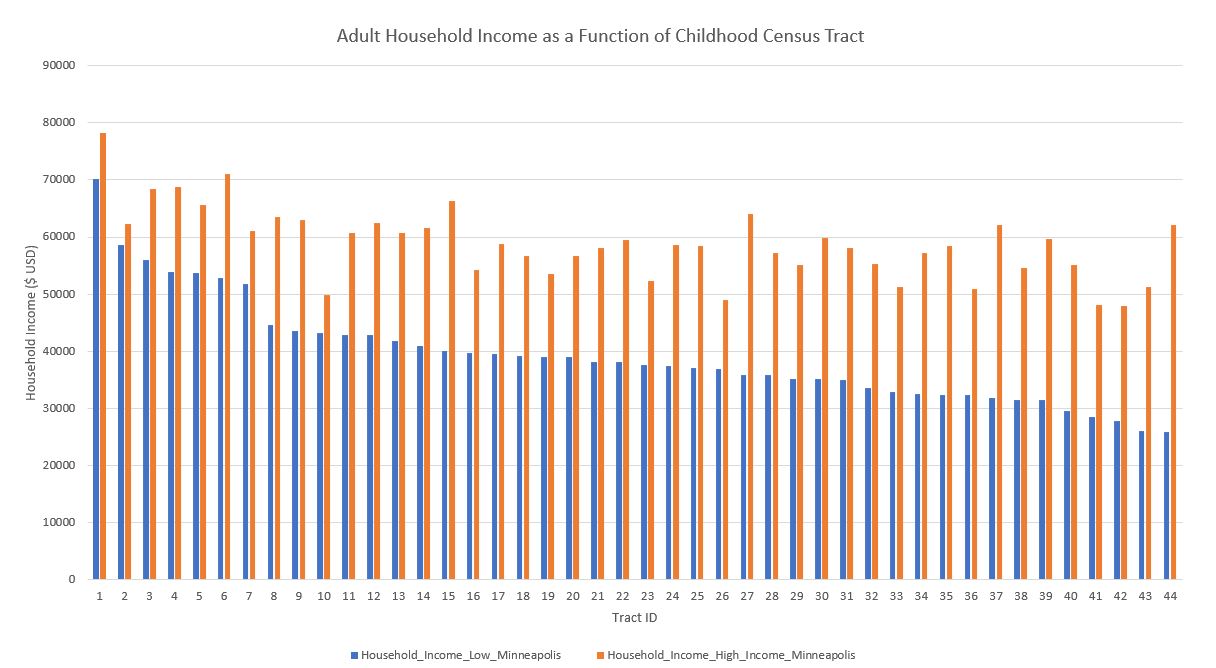 Adult Household Income as a Function of Childhood Census Tract
90000
80000
70000
60000
50000
40000
30000
20000
10000
0
Household Income ($ USD)
1 2 3 4 5 6 7 8 9 10 11 12 13 14 15 16 17 18 19 20 21 22 23 24 25 26 27 28 29 30 31 32 33 34 35 36 37 38 39 40 41 42 43 44
Tract ID
Household_Income_Low_Minneapolis Household_Income_High_Income_Minneapolis